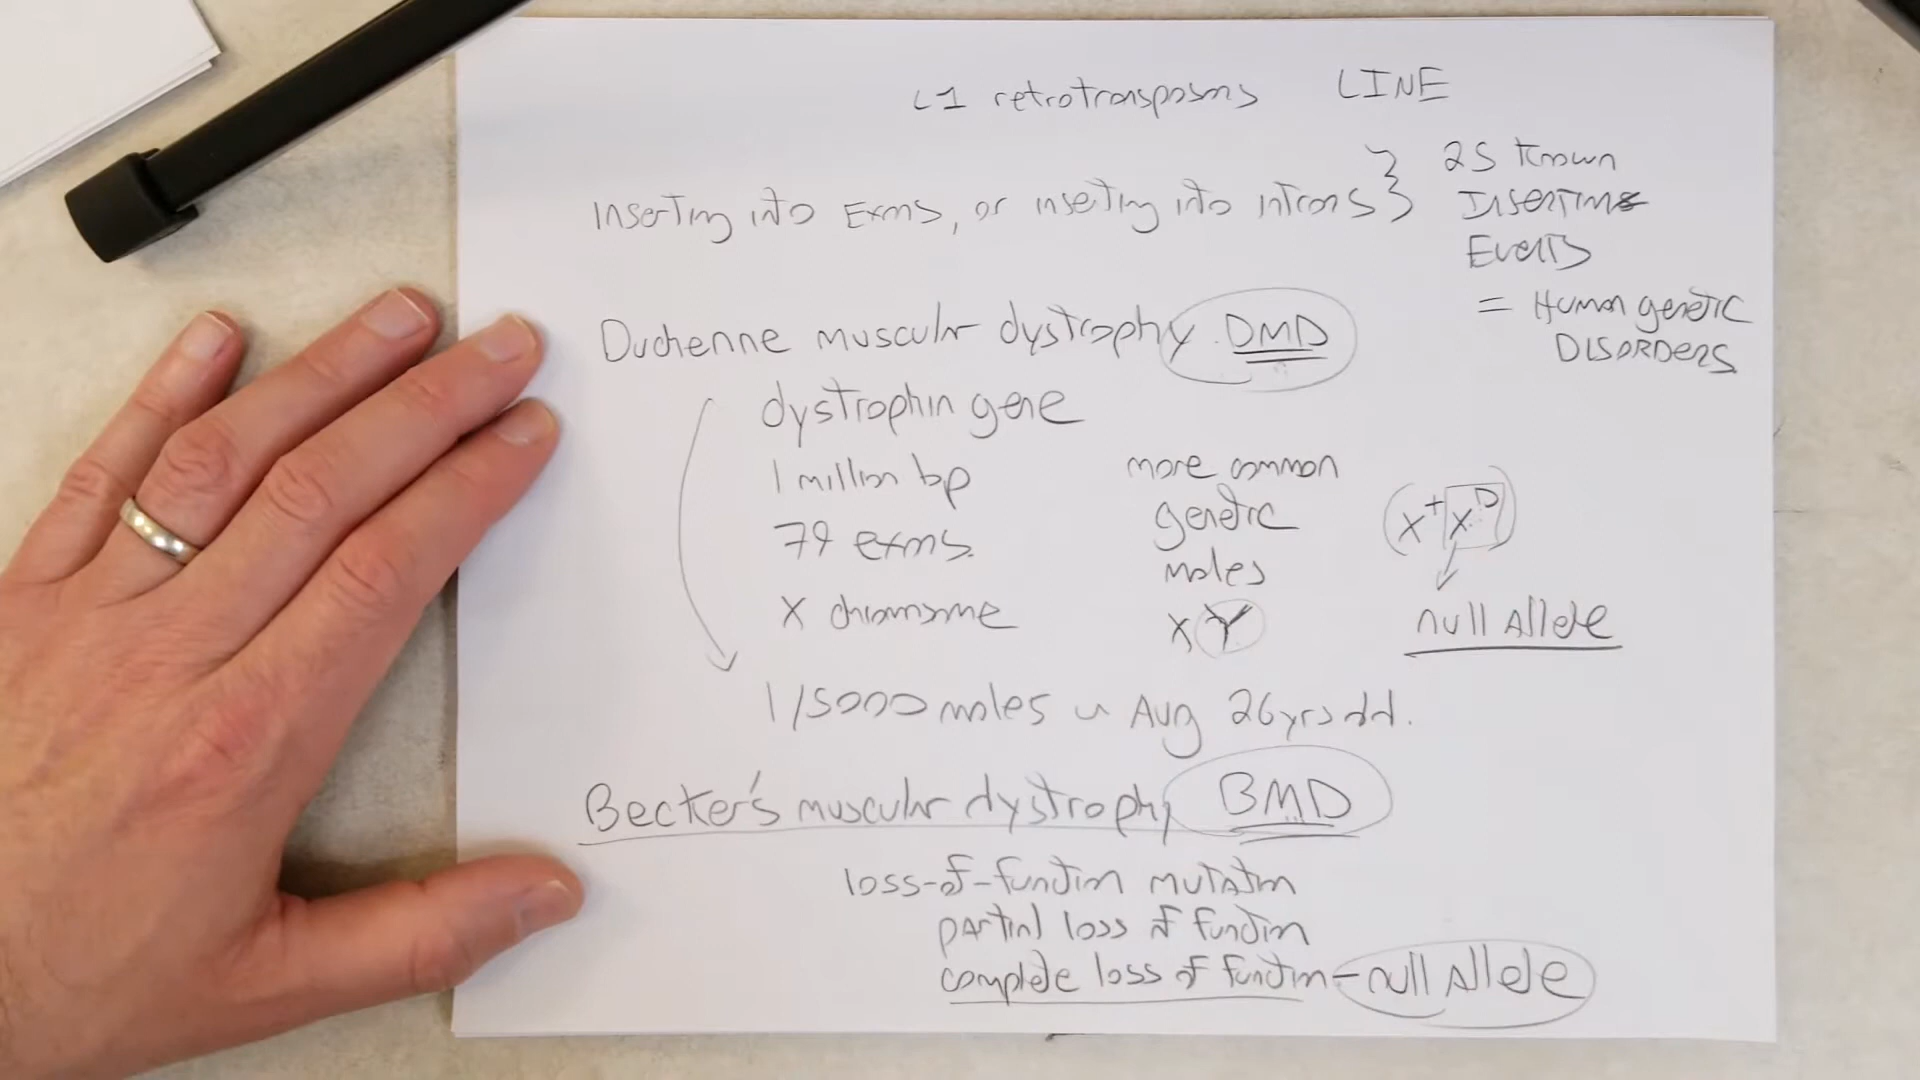 L1 retrotransposons LINE
Inserting into Exons, or inserting into introns } 25 known
Insertions
Events
= Human genetic
DISORDERS
Duchenne muscular dystrophy DMD
dystrophin gene
1 million bp
79 exons.
X chromosome
more common
genetic
males
XY
X+ XD
null Allele
1/5000 males Avg 26 yrs old.
Becker's muscular dystrophy BMD
loss-of-function mutation
partial loss of function
complete loss of function - null Allele